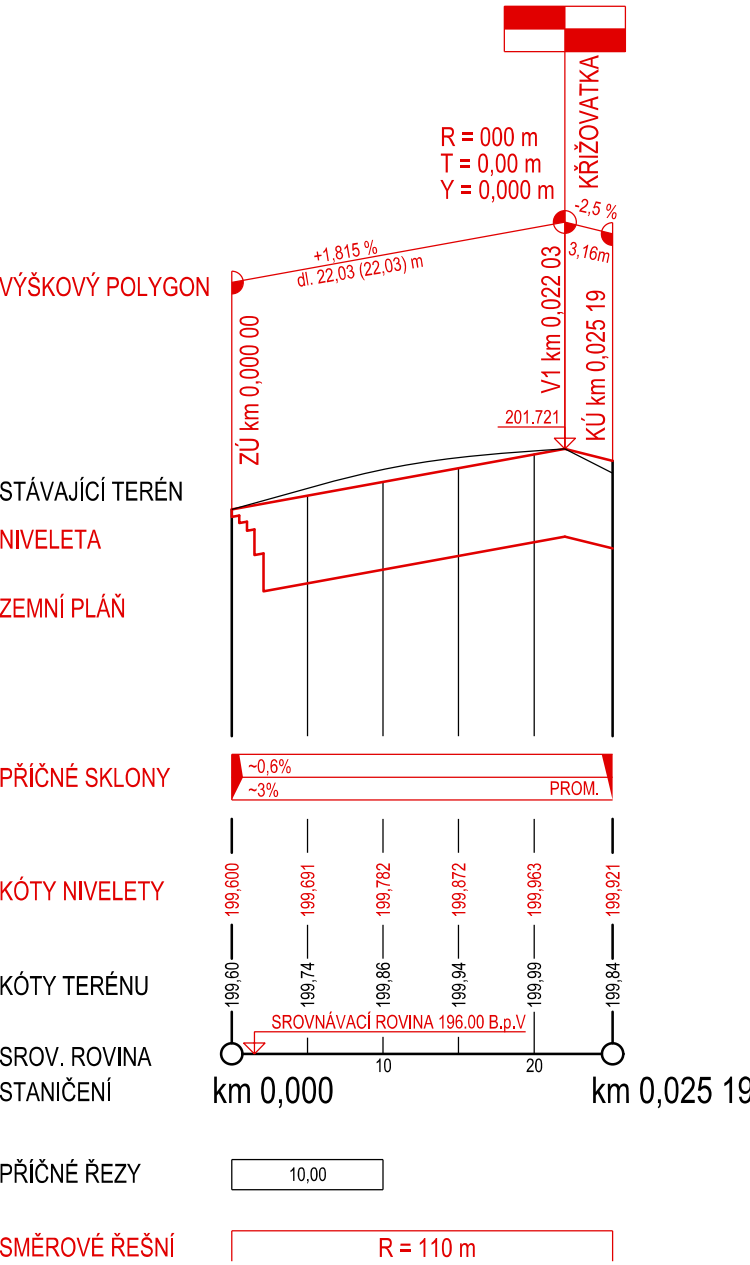 KŘIŽOVATKA
R = 000 m
T = 0,00 m
Y = 0,000 m
-2,5 %
3,16m
+1,815 %
dl. 22,03 (22,03) m
VÝŠKOVÝ POLYGON
ZÚ km 0,000 00
V1 km 0,022 03
KÚ km 0,025 19
201.721
STÁVAJÍCÍ TERÉN
NIVELETA
ZEMNÍ PLÁŇ
PŘÍČNÉ SKLONY
~0,6%
~3%
PROM.
KÓTY NIVELETY
199,600
199,691
199,782
199,872
199,963
199,921
KÓTY TERÉNU
199,60
199,74
199,86
199,94
199,99
199,84
SROVNÁVACÍ ROVINA 196.00 B.p.V
SROV. ROVINA
10
20
STANIČENÍ
km 0,000
km 0,025 19
PŘÍČNÉ ŘEZY
10,00
SMĚROVÉ ŘEŠNÍ
R = 110 m